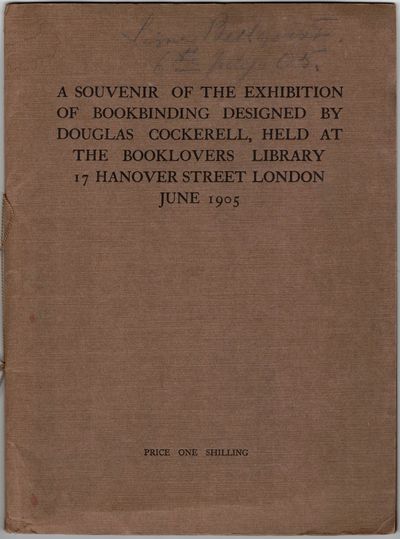 A SOUVENIR OF THE EXHIBITION
OF BOOKBINDING DESIGNED BY
DOUGLAS COCKERELL, HELD AT
THE BOOKLOVERS LIBRARY
17 HANOVER STREET LONDON
JUNE 1905
PRICE ONE SHILLING